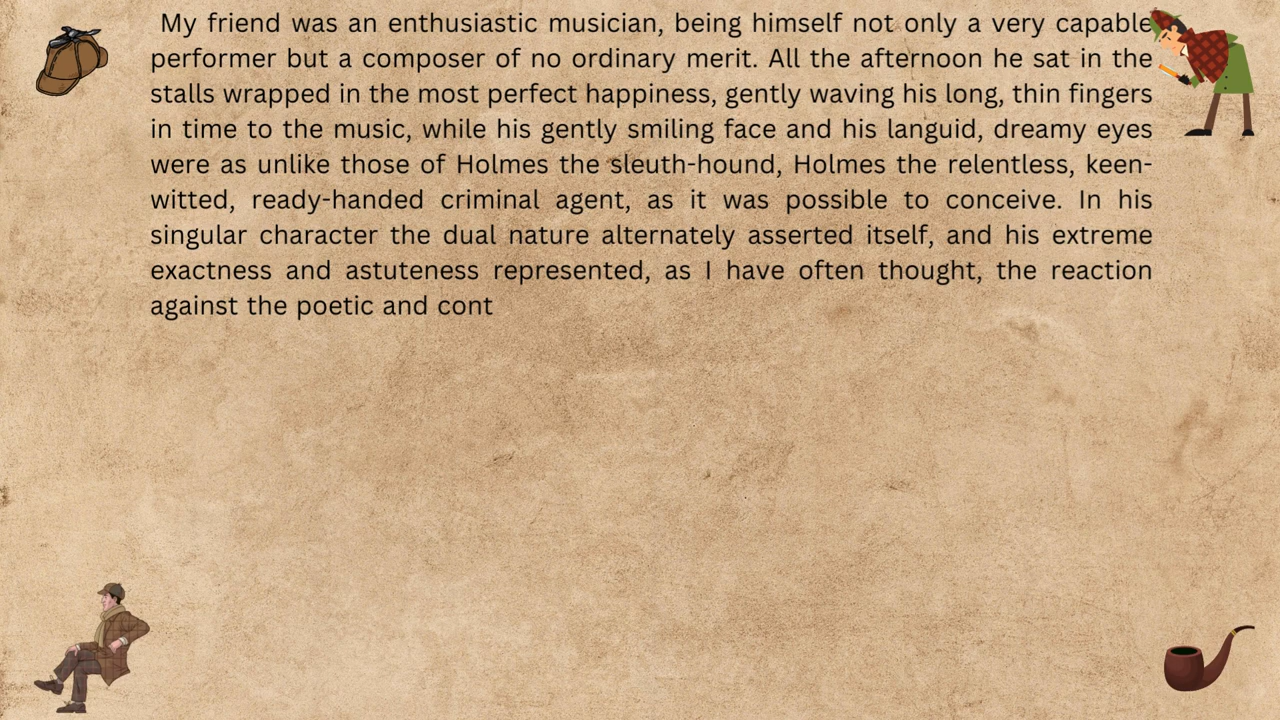 My friend was an enthusiastic musician, being himself not only a very capable
performer but a composer of no ordinary merit. All the afternoon he sat in the
stalls wrapped in the most perfect happiness, gently waving his long, thin fingers
in time to the music, while his gently smiling face and his languid, dreamy eyes
were as unlike those of Holmes the sleuth-hound, Holmes the relentless, keen-
witted, ready-handed criminal agent, as it was possible to conceive. In his
singular character the dual nature alternately asserted itself, and his extreme
exactness and astuteness represented, as I have often thought, the reaction
against the poetic and cont